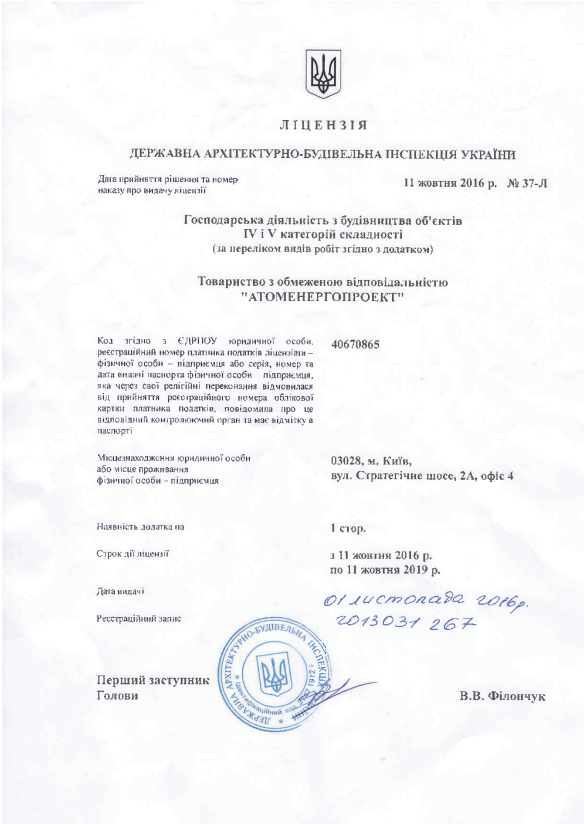 ЛІЦЕНЗІЯ
ДЕРЖАВНА АРХІТЕКТУРНО-БУДІВЕЛЬНА ІНСПЕКЦІЯ УКРАЇНИ
Дата прийняття рішення та номер
наказу про видачу ліцензії
11 жовтня 2016 р. № 37-Л
Господарська діяльність з будівництва об'єктів
IV і V категорій складності
(за переліком видів робіт згідно з додатком)
Товариство з обмеженою відповідальністю
"АТОМЕНЕРГОПРОЕКТ"
Код згідно з ЄДРПОУ юридичної особи,
реєстраційний номер платника податків ліцензіата –
фізичної особи – підприємця або серія, номер та
дата видачі паспорта фізичної особи – підприємця,
яка через свої релігійні переконання відмовилася
від прийняття реєстраційного номера облікової
картки платника податків, повідомила про це
відповідний контролюючий орган та має відмітку в
паспорті
40670865
Місцезнаходження юридичної особи
або місце проживання
фізичної особи – підприємця
03028, м. Київ,
вул. Стратегічне шосе, 2А, офіс 4
Наявність додатка на
1 стор.
Строк дії ліцензії
з 11 жовтня 2016 р.
по 11 жовтня 2019 р.
Дата видачі
01 листопада 2016р.
Реєстраційний запис
2013031267
ДЕРЖАВНА АРХІТЕКТУРНО-БУДІВЕЛЬНА ІНСПЕКЦІЯ
ідентифікаційний код
Перший заступник
Голови
В.В. Філончук